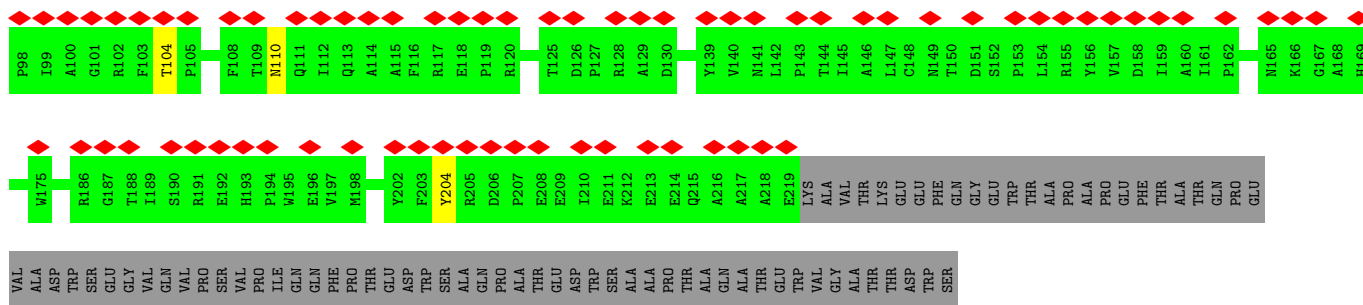 P98 I99 A100 G101 R102 F103 T104 P105 F108 T109 N110 Q111 I112 Q113 A114 A115 F116 R117 E118 P119 R120 T125 D126 P127 R128 A129 D130 Y139 V140 N141 L142 P143 T144 I145 A146 L147 C148 N149 T150 D151 S152 P153 L154 R155 Y156 V157 D158 I159 A160 I161 P162 N165 K166 G167 A168 H169
W175 R186 G187 T188 I189 S190 R191 E192 H193 P194 W195 E196 V197 M198 Y202 F203 Y204 R205 D206 P207 E208 E209 I210 E211 K212 E213 E214 Q215 A216 A217 A218 E219 LYS ALA VAL THR LYS GLU GLU PHE GLN GLY GLU TRP THR ALA PRO ALA PRO GLU PHE THR ALA THR GLN PRO GLU
VAL ALA ASP TRP SER GLU GLY VAL GLN VAL PRO SER VAL PRO ILE GLN GLN PHE PRO THR GLU ASP TRP SER ALA GLN PRO ALA THR GLU ASP TRP SER ALA ALA PRO THR ALA GLN ALA THR GLU TRP VAL GLY ALA THR THR ASP TRP SER